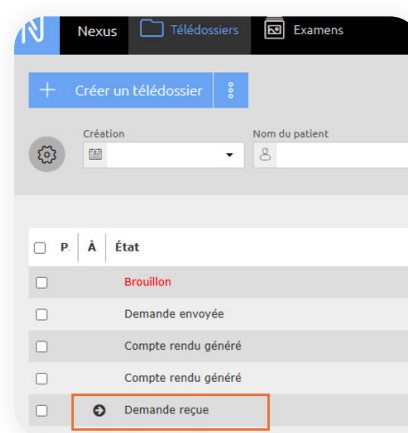 N Nexus Télédossiers Examens
+ Créer un télédossier
Création Nom du patient
P. À État
Brouillon
Demande envoyée
Compte rendu généré
Compte rendu généré
Demande reçue